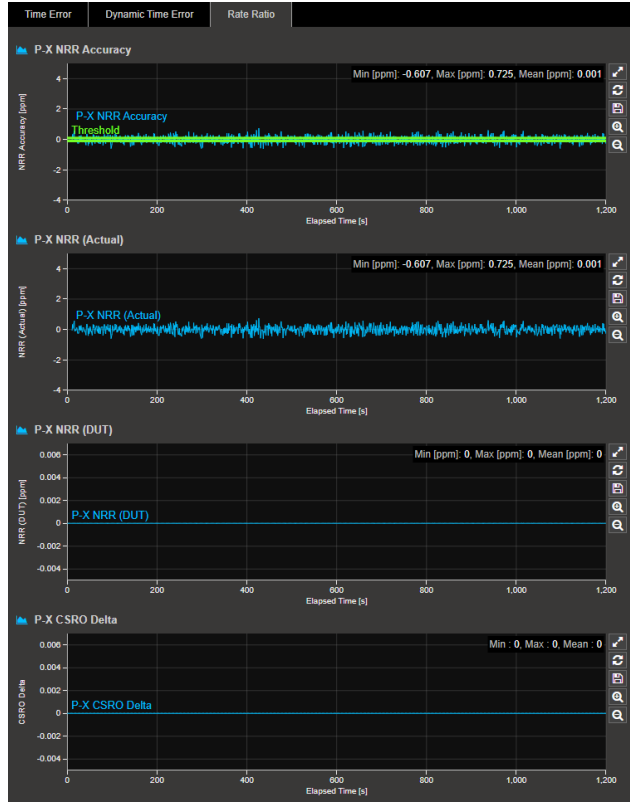 Time Error Dynamic Time Error Rate Ratio
P-X NRR Accuracy
Min [ppm]: -0.607, Max [ppm]: 0.725, Mean [ppm]: 0.001
NRR Accuracy [ppm]
4
2
0
-2
-4
P-X NRR Accuracy
Threshold
0 200 400 600 800 1,000 1,200
Elapsed Time [s]
P-X NRR (Actual)
Min [ppm]: -0.607, Max [ppm]: 0.725, Mean [ppm]: 0.001
NRR (Actual) [ppm]
4
2
0
-2
-4
P-X NRR (Actual)
0 200 400 600 800 1,000 1,200
Elapsed Time [s]
P-X NRR (DUT)
Min [ppm]: 0, Max [ppm]: 0, Mean [ppm]: 0
NRR (DUT) [ppm]
0.006
0.004
0.002
0
-0.002
-0.004
P-X NRR (DUT)
0 200 400 600 800 1,000 1,200
Elapsed Time [s]
P-X CSRO Delta
Min : 0, Max : 0, Mean : 0
CSRO Delta
0.006
0.004
0.002
0
-0.002
-0.004
P-X CSRO Delta
0 200 400 600 800 1,000 1,200
Elapsed Time [s]